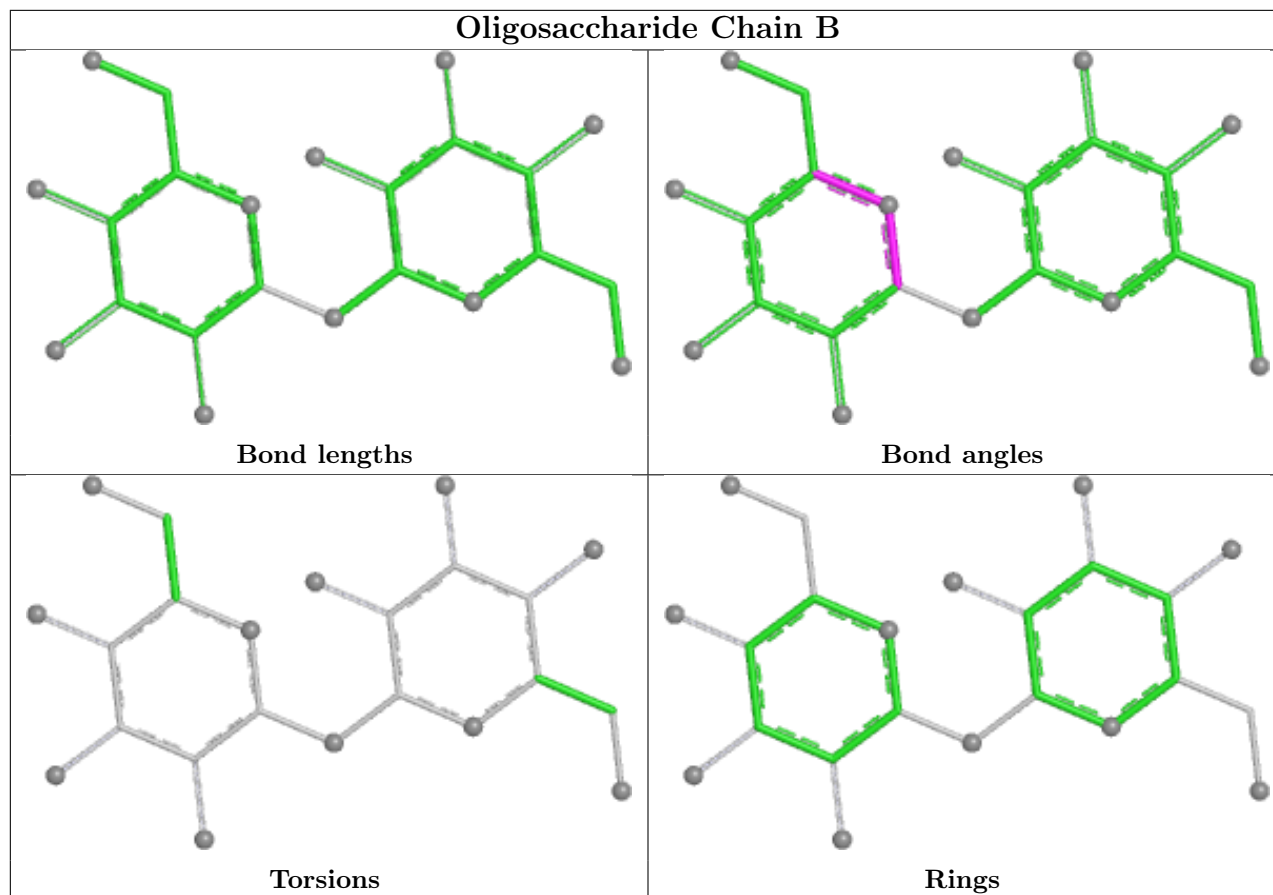 Oligosaccharide Chain B
Bond lengths
Bond angles
Torsions
Rings